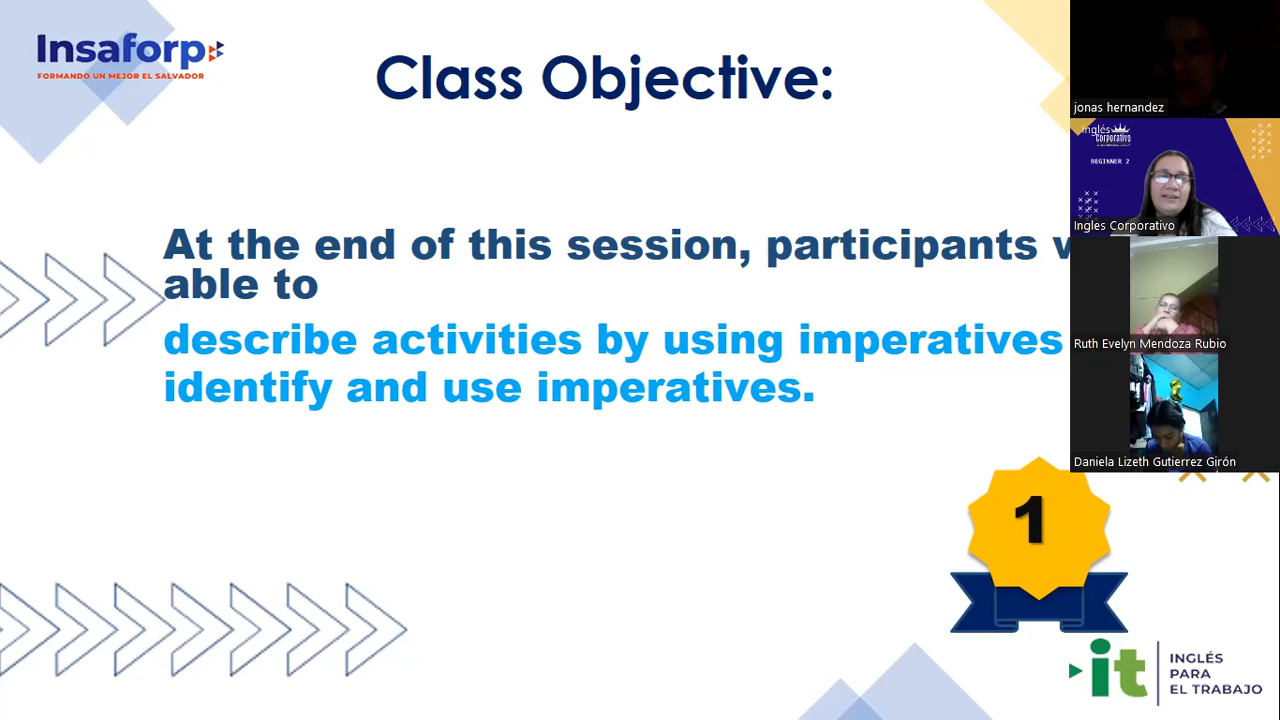 Insaforp
FORMANDO UN MEJOR EL SALVADOR
Class Objective:
At the end of this session, participants
able to
describe activities by using imperatives
identify and use imperatives.
1
it
INGLÉS
PARA
EL TRABAJO
jonas hernandez
Inglés
Corporativo
BEGINNER 2
Ingles Corporativo
Ruth Evelyn Mendoza Rubio
Daniela Lizeth Gutierrez Girón